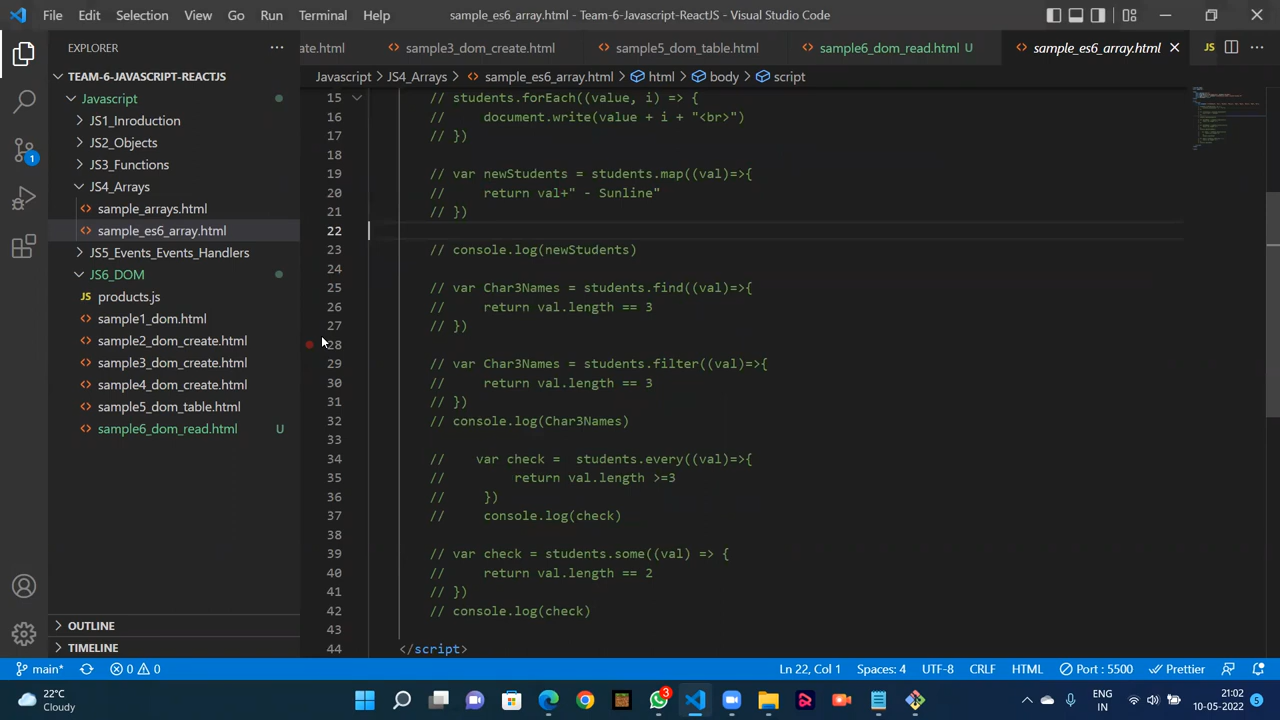 File Edit Selection View Go Run Terminal Help
sample_es6_array.html - Team-6-Javascript-ReactJS - Visual Studio Code
EXPLORER
TEAM-6-JAVASCRIPT-REACTJS
Javascript
JS1_Inroduction
JS2_Objects
JS3_Functions
JS4_Arrays
sample_arrays.html
sample_es6_array.html
JS5_Events_Events_Handlers
JS6_DOM
JS products.js
sample1_dom.html
sample2_dom_create.html
sample3_dom_create.html
sample4_dom_create.html
sample5_dom_table.html
sample6_dom_read.html U
OUTLINE
TIMELINE
1
ate.html sample3_dom_create.html sample5_dom_table.html sample6_dom_read.html U sample_es6_array.html JS
Javascript > JS4_Arrays > sample_es6_array.html > html > body > script
15 // students.forEach((value, i) => {
16 // document.write(value + i + "<br>")
17 // })
18
19 // var newStudents = students.map((val)=>{
20 // return val+" - Sunline"
21 // })
22
23 // console.log(newStudents)
24
25 // var Char3Names = students.find((val)=>{
26 // return val.length == 3
27 // })
28
29 // var Char3Names = students.filter((val)=>{
30 // return val.length == 3
31 // })
32 // console.log(Char3Names)
33
34 // var check = students.every((val)=>{
35 // return val.length >=3
36 // })
37 // console.log(check)
38
39 // var check = students.some((val) => {
40 // return val.length == 2
41 // })
42 // console.log(check)
43
44 </script>
main* 0 0 Ln 22, Col 1 Spaces: 4 UTF-8 CRLF HTML Port : 5500 Prettier
22°C
Cloudy
3
ENG
IN
21:02
10-05-2022
5